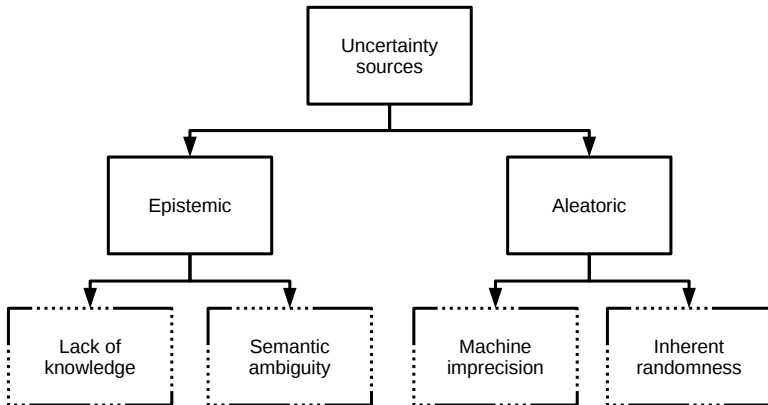 Uncertainty
sources
Epistemic
Aleatoric
Lack of
knowledge
Semantic
ambiguity
Machine
imprecision
Inherent
randomness